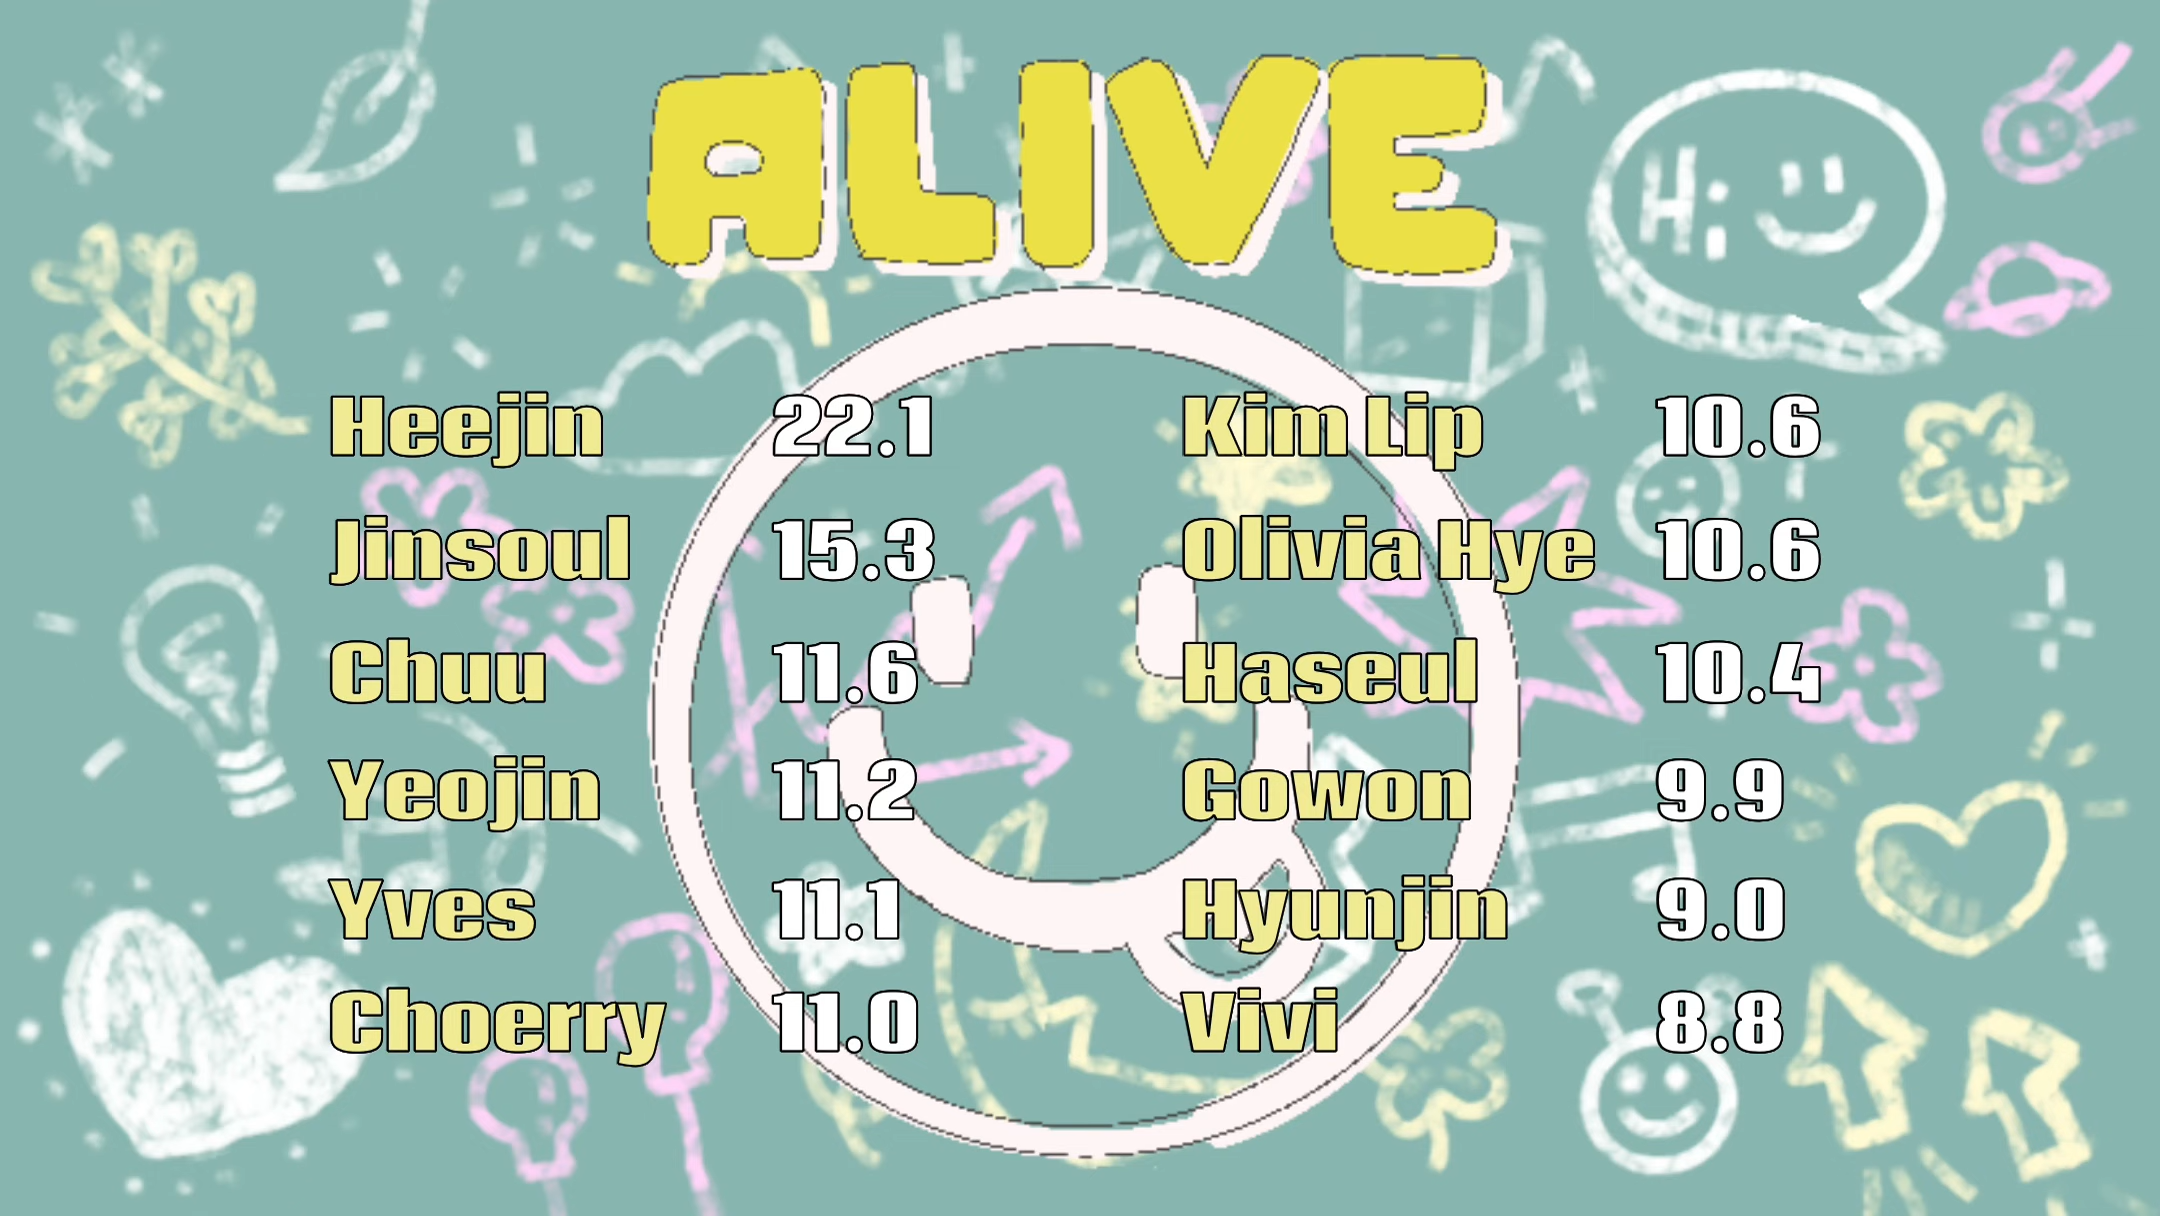 ALIVE
Hi
Heejin 22.1
Jinsoul 15.3
Chuu 11.6
Yeojin 11.2
Yves 11.1
Choerry 11.0
Kim Lip 10.6
Olivia Hye 10.6
Haseul 10.4
Gowon 9.9
Hyunjin 9.0
Vivi 8.8